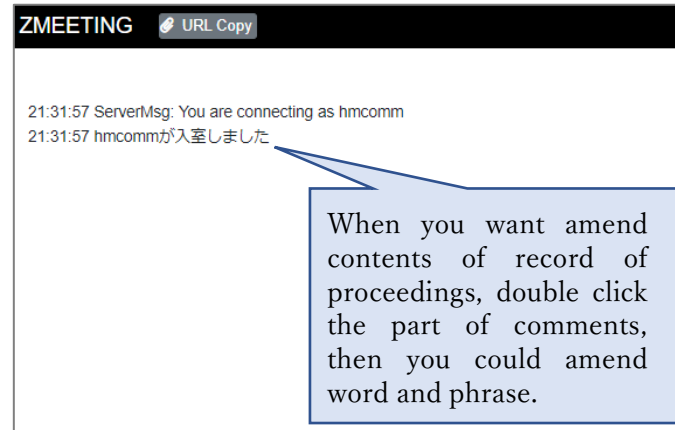 ZMEETING URL Copy
21:31:57 ServerMsg: You are connecting as hmcomm
21:31:57 hmcommが入室しました
When you want amend
contents of record of
proceedings, double click
the part of comments,
then you could amend
word and phrase.